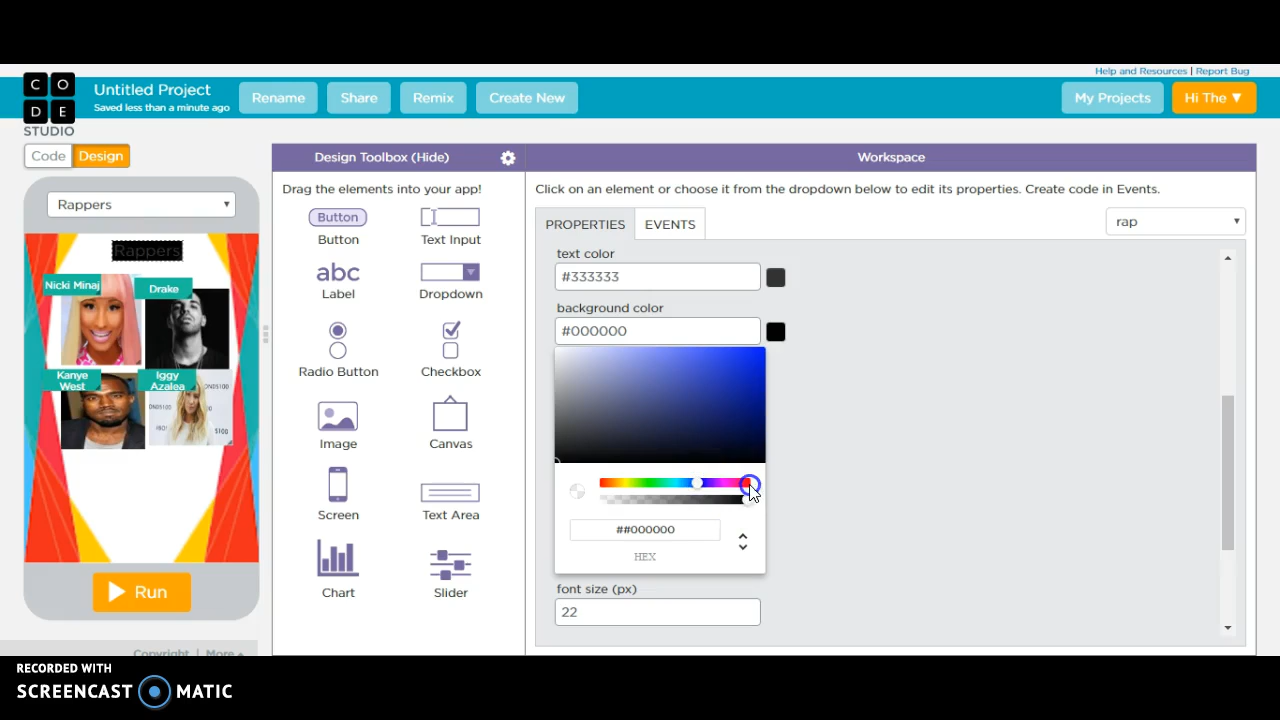 Help and Resources | Report Bug
C O
D E
STUDIO
Untitled Project
Saved less than a minute ago
Rename
Share
Remix
Create New
My Projects
Hi The ▼
Code
Design
Design Toolbox (Hide)
Workspace
Drag the elements into your app!
Click on an element or choose it from the dropdown below to edit its properties. Create code in Events.
Rappers
PROPERTIES
EVENTS
rap
Rappers
Nicki Minaj
Drake
Kanye
West
Iggy
Azalea
Button
Button
Text Input
abc
Label
Dropdown
Radio Button
Checkbox
Image
Canvas
Screen
Text Area
Chart
Slider
text color
#333333
background color
#000000
##000000
HEX
font size (px)
22
Run
Copyright | More
RECORDED WITH
SCREENCAST MATIC